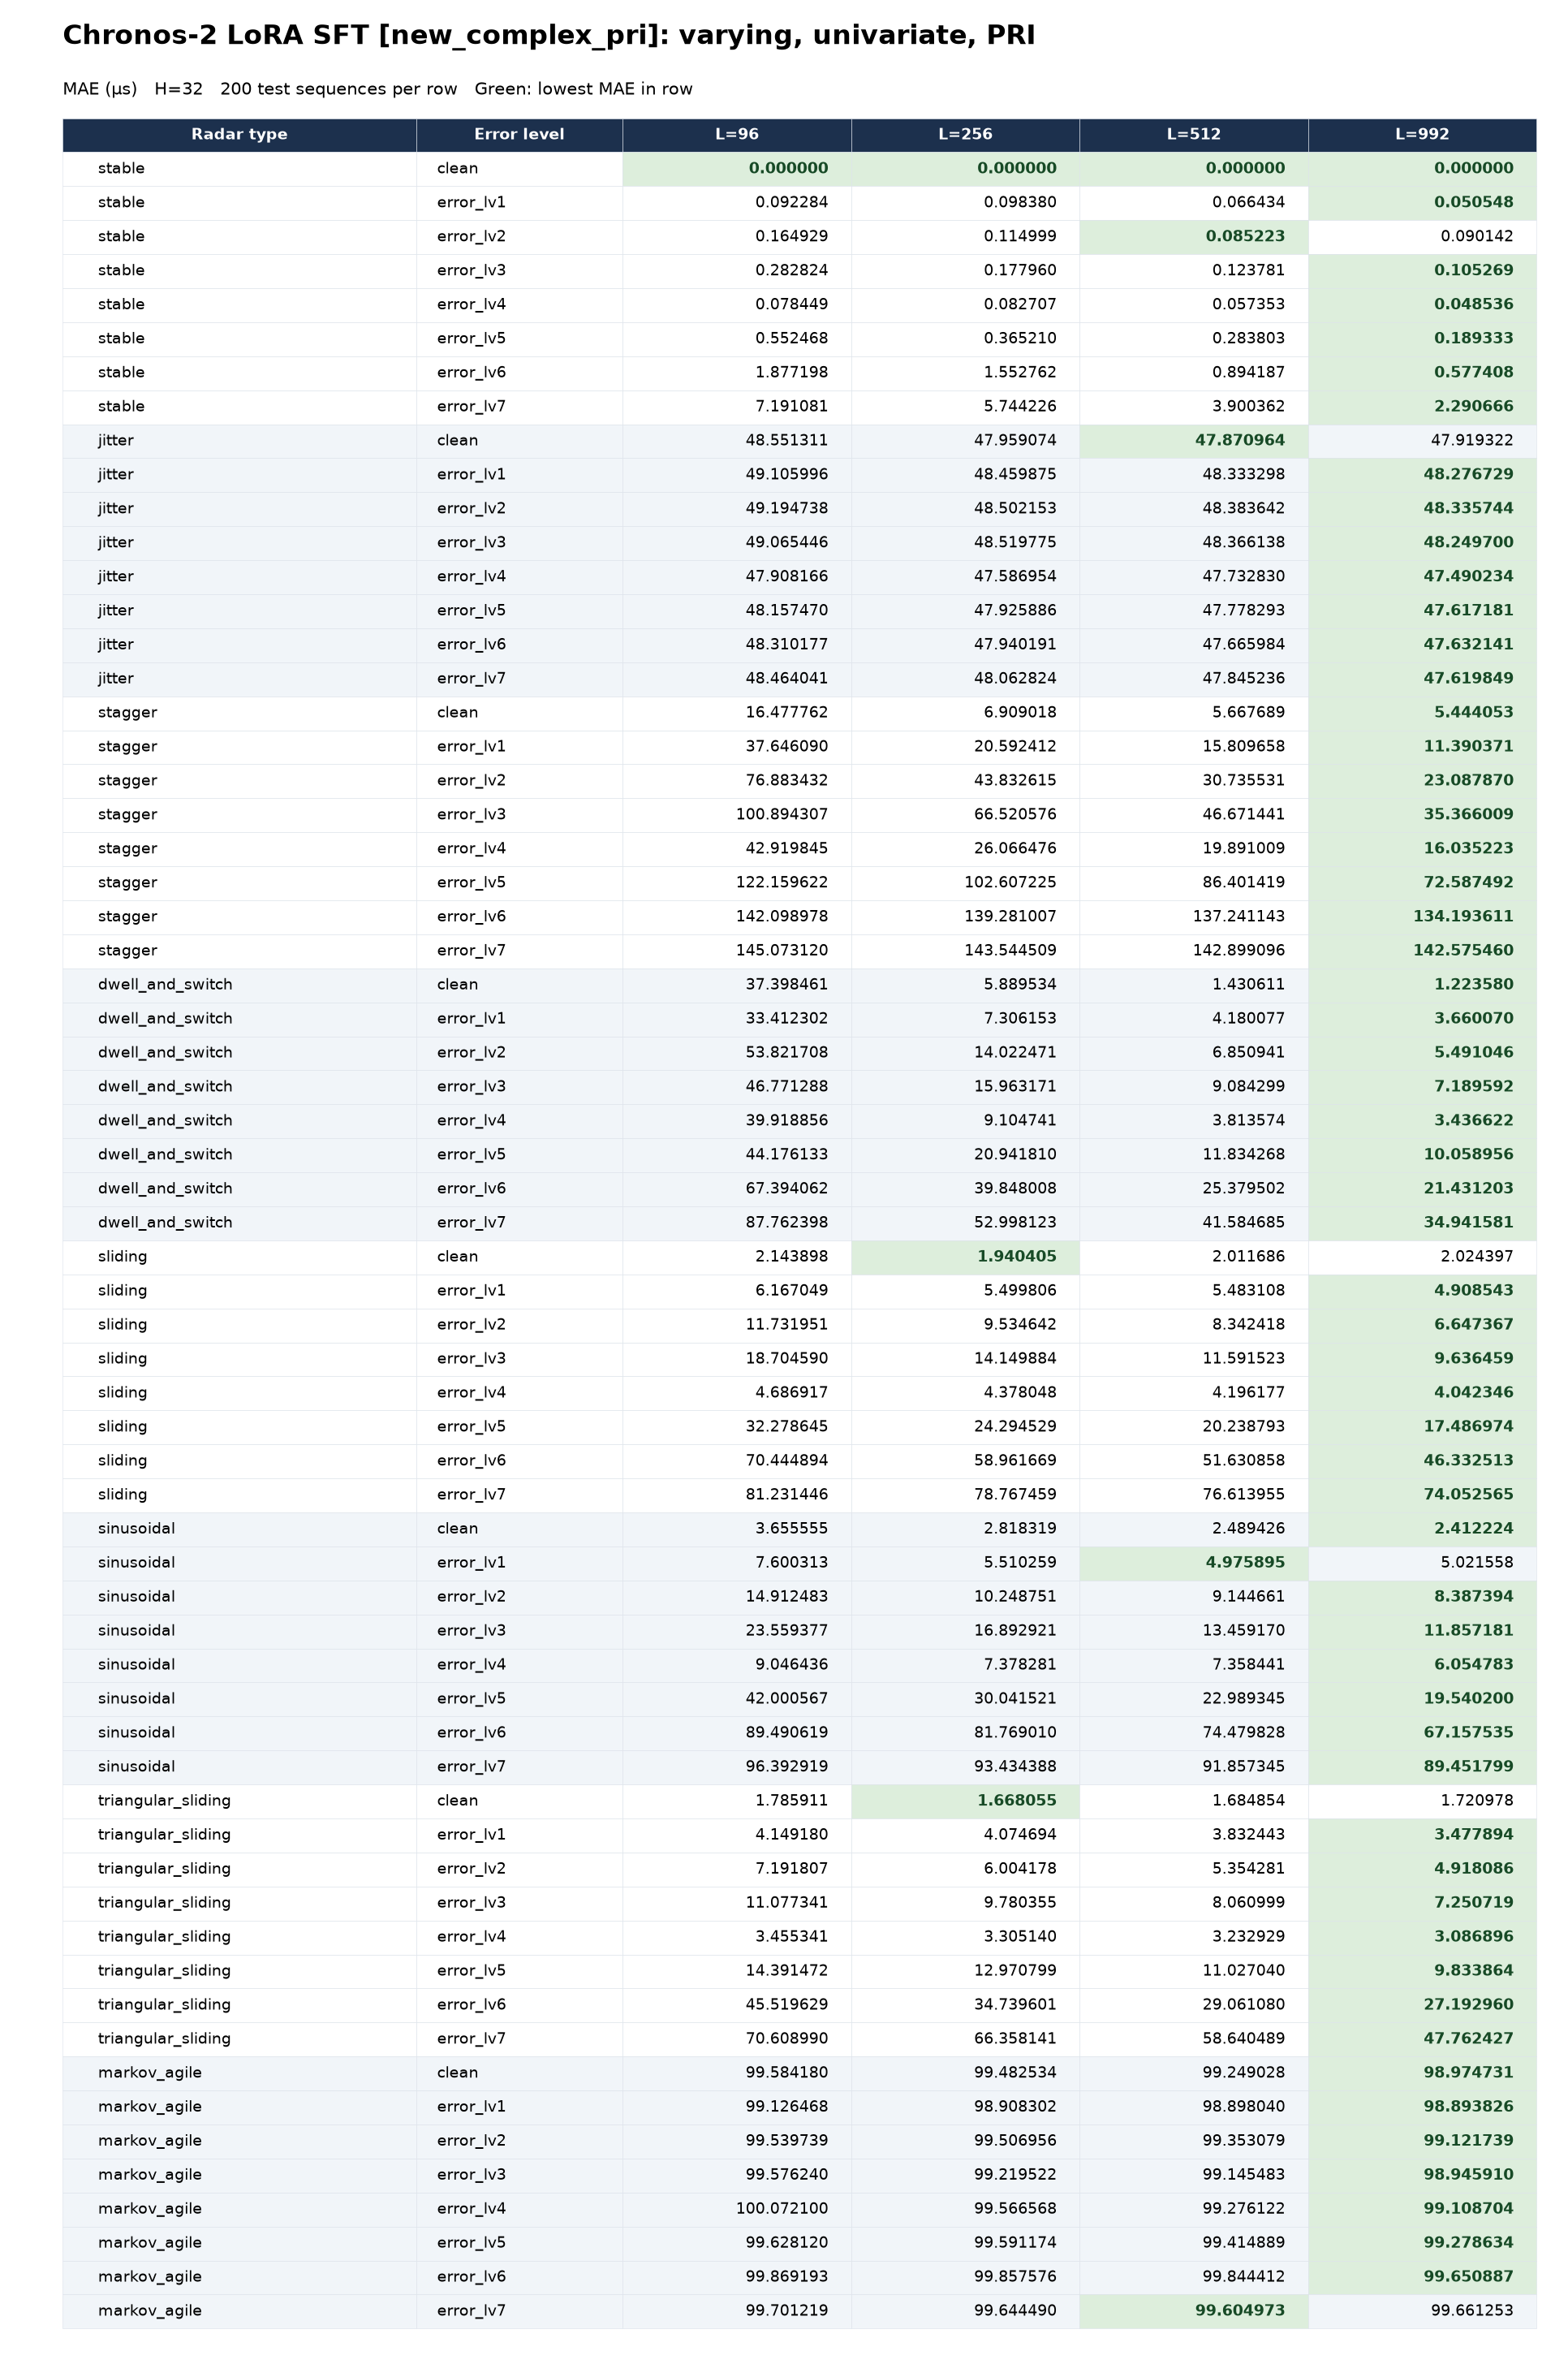 Chronos-2 LoRA SFT [new_complex_pri]: varying, univariate, PRI
MAE (µs)   H=32   200 test sequences per row   Green: lowest MAE in row
Radar type Error level L=96 L=256 L=512 L=992
stable clean 0.000000 0.000000 0.000000 0.000000
stable error_lv1 0.092284 0.098380 0.066434 0.050548
stable error_lv2 0.164929 0.114999 0.085223 0.090142
stable error_lv3 0.282824 0.177960 0.123781 0.105269
stable error_lv4 0.078449 0.082707 0.057353 0.048536
stable error_lv5 0.552468 0.365210 0.283803 0.189333
stable error_lv6 1.877198 1.552762 0.894187 0.577408
stable error_lv7 7.191081 5.744226 3.900362 2.290666
jitter clean 48.551311 47.959074 47.870964 47.919322
jitter error_lv1 49.105996 48.459875 48.333298 48.276729
jitter error_lv2 49.194738 48.502153 48.383642 48.335744
jitter error_lv3 49.065446 48.519775 48.366138 48.249700
jitter error_lv4 47.908166 47.586954 47.732830 47.490234
jitter error_lv5 48.157470 47.925886 47.778293 47.617181
jitter error_lv6 48.310177 47.940191 47.665984 47.632141
jitter error_lv7 48.464041 48.062824 47.845236 47.619849
stagger clean 16.477762 6.909018 5.667689 5.444053
stagger error_lv1 37.646090 20.592412 15.809658 11.390371
stagger error_lv2 76.883432 43.832615 30.735531 23.087870
stagger error_lv3 100.894307 66.520576 46.671441 35.366009
stagger error_lv4 42.919845 26.066476 19.891009 16.035223
stagger error_lv5 122.159622 102.607225 86.401419 72.587492
stagger error_lv6 142.098978 139.281007 137.241143 134.193611
stagger error_lv7 145.073120 143.544509 142.899096 142.575460
dwell_and_switch clean 37.398461 5.889534 1.430611 1.223580
dwell_and_switch error_lv1 33.412302 7.306153 4.180077 3.660070
dwell_and_switch error_lv2 53.821708 14.022471 6.850941 5.491046
dwell_and_switch error_lv3 46.771288 15.963171 9.084299 7.189592
dwell_and_switch error_lv4 39.918856 9.104741 3.813574 3.436622
dwell_and_switch error_lv5 44.176133 20.941810 11.834268 10.058956
dwell_and_switch error_lv6 67.394062 39.848008 25.379502 21.431203
dwell_and_switch error_lv7 87.762398 52.998123 41.584685 34.941581
sliding clean 2.143898 1.940405 2.011686 2.024397
sliding error_lv1 6.167049 5.499806 5.483108 4.908543
sliding error_lv2 11.731951 9.534642 8.342418 6.647367
sliding error_lv3 18.704590 14.149884 11.591523 9.636459
sliding error_lv4 4.686917 4.378048 4.196177 4.042346
sliding error_lv5 32.278645 24.294529 20.238793 17.486974
sliding error_lv6 70.444894 58.961669 51.630858 46.332513
sliding error_lv7 81.231446 78.767459 76.613955 74.052565
sinusoidal clean 3.655555 2.818319 2.489426 2.412224
sinusoidal error_lv1 7.600313 5.510259 4.975895 5.021558
sinusoidal error_lv2 14.912483 10.248751 9.144661 8.387394
sinusoidal error_lv3 23.559377 16.892921 13.459170 11.857181
sinusoidal error_lv4 9.046436 7.378281 7.358441 6.054783
sinusoidal error_lv5 42.000567 30.041521 22.989345 19.540200
sinusoidal error_lv6 89.490619 81.769010 74.479828 67.157535
sinusoidal error_lv7 96.392919 93.434388 91.857345 89.451799
triangular_sliding clean 1.785911 1.668055 1.684854 1.720978
triangular_sliding error_lv1 4.149180 4.074694 3.832443 3.477894
triangular_sliding error_lv2 7.191807 6.004178 5.354281 4.918086
triangular_sliding error_lv3 11.077341 9.780355 8.060999 7.250719
triangular_sliding error_lv4 3.455341 3.305140 3.232929 3.086896
triangular_sliding error_lv5 14.391472 12.970799 11.027040 9.833864
triangular_sliding error_lv6 45.519629 34.739601 29.061080 27.192960
triangular_sliding error_lv7 70.608990 66.358141 58.640489 47.762427
markov_agile clean 99.584180 99.482534 99.249028 98.974731
markov_agile error_lv1 99.126468 98.908302 98.898040 98.893826
markov_agile error_lv2 99.539739 99.506956 99.353079 99.121739
markov_agile error_lv3 99.576240 99.219522 99.145483 98.945910
markov_agile error_lv4 100.072100 99.566568 99.276122 99.108704
markov_agile error_lv5 99.628120 99.591174 99.414889 99.278634
markov_agile error_lv6 99.869193 99.857576 99.844412 99.650887
markov_agile error_lv7 99.701219 99.644490 99.604973 99.661253